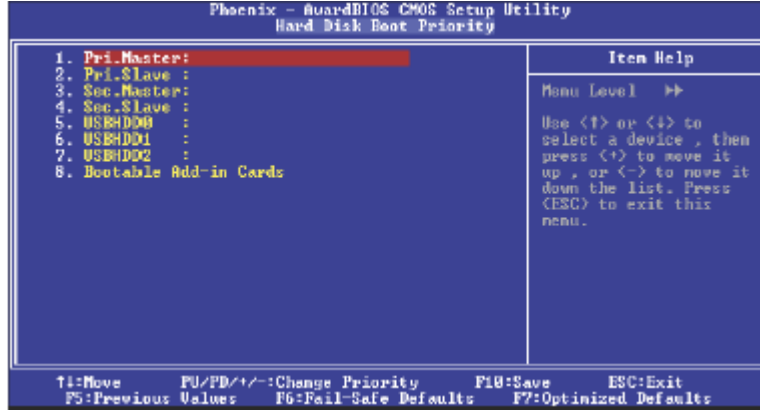 Phoenix - AwardBIOS CMOS Setup Utility
Hard Disk Boot Priority
1. Pri.Master:
2. Pri.Slave :
3. Sec.Master:
4. Sec.Slave :
5. USBHDD0 :
6. USBHDD1 :
7. USBHDD2 :
8. Bootable Add-in Cards
Item Help
Menu Level ►►
Use <↑> or <↓> to
select a device , then
press <+> to move it
up , or <-> to move it
down the list. Press
<ESC> to exit this
menu.
↑↓:Move PU/PD/+/-:Change Priority F10:Save ESC:Exit
F5:Previous Values F6:Fail-Safe Defaults F7:Optimized Defaults